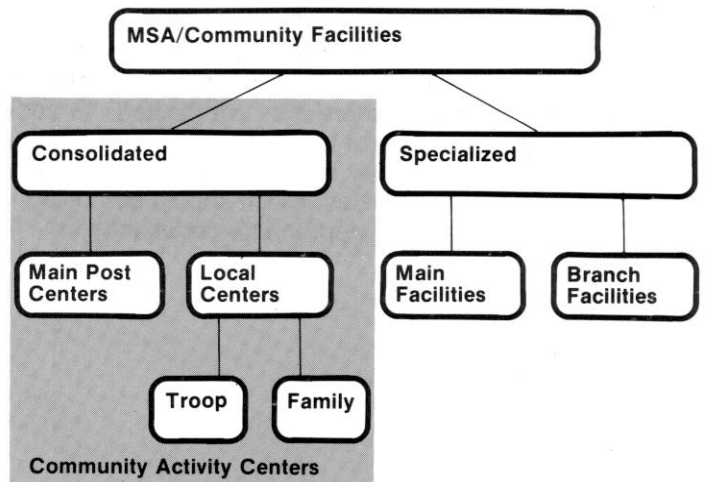 MSA/Community Facilities
Consolidated
Specialized
Main Post
Centers
Local
Centers
Main
Facilities
Branch
Facilities
Troop
Family
Community Activity Centers